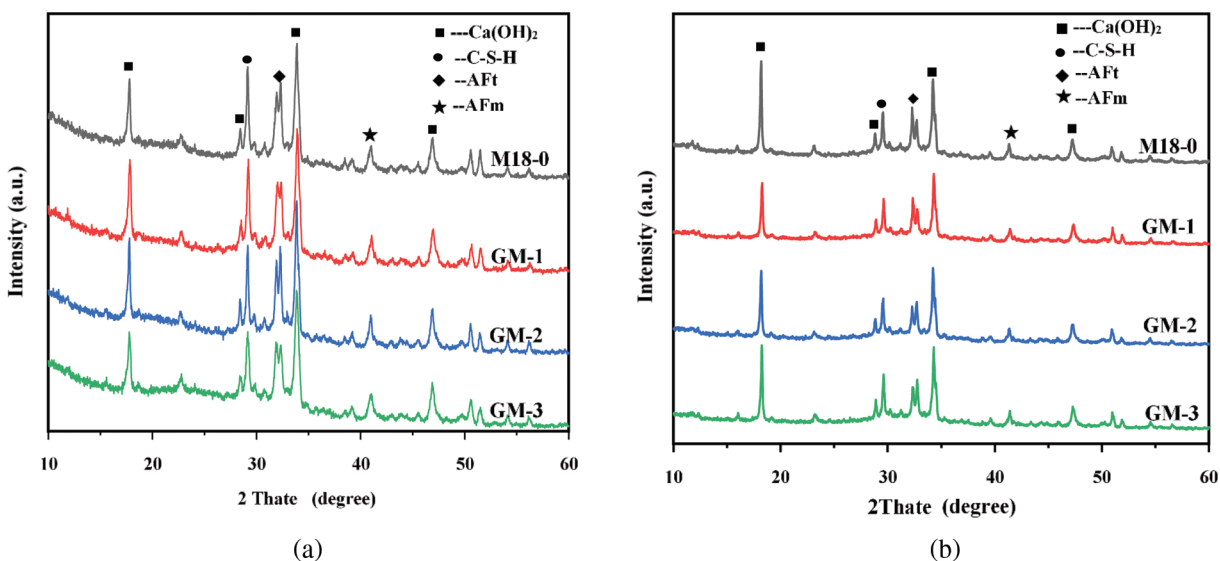 ---Ca(OH)₂
--C-S-H
--AFt
--AFm
M18-0
GM-1
GM-2
GM-3
Intensity (a.u.)
10 20 30 40 50 60
2 Thate (degree)
(a)
---Ca(OH)₂
--C-S-H
--AFt
--AFm
M18-0
GM-1
GM-2
GM-3
Intensity (a.u.)
10 20 30 40 50 60
2Thate (degree)
(b)